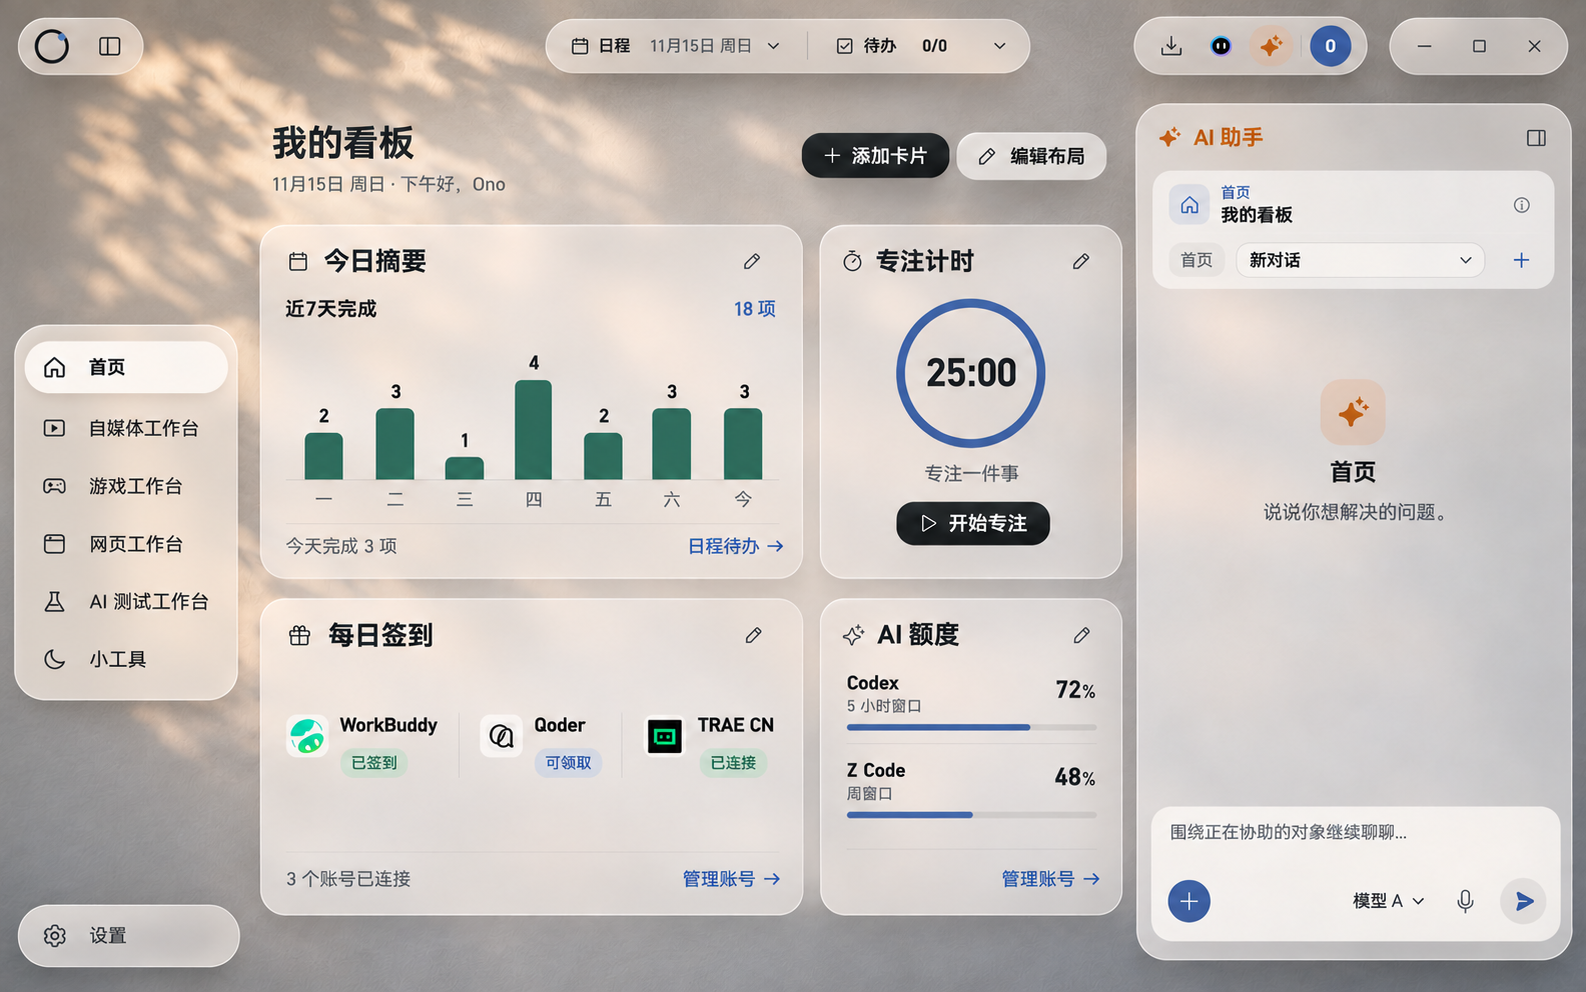 日程 11月15日 周日
待办 0/0
0
我的看板
11月15日 周日 · 下午好，Ono
添加卡片
编辑布局
首页
自媒体工作台
游戏工作台
网页工作台
AI 测试工作台
小工具
设置
今日摘要
近7天完成 18 项
2 3 1 4 2 3 3
一 二 三 四 五 六 今
今天完成 3 项 日程待办
专注计时
25:00
专注一件事
开始专注
每日签到
WorkBuddy
已签到
Qoder
可领取
TRAE CN
已连接
3 个账号已连接 管理账号
AI 额度
Codex 72%
5 小时窗口
Z Code 48%
周窗口
管理账号
AI 助手
首页
我的看板
首页 新对话
首页
说说你想解决的问题。
围绕正在协助的对象继续聊聊...
模型 A